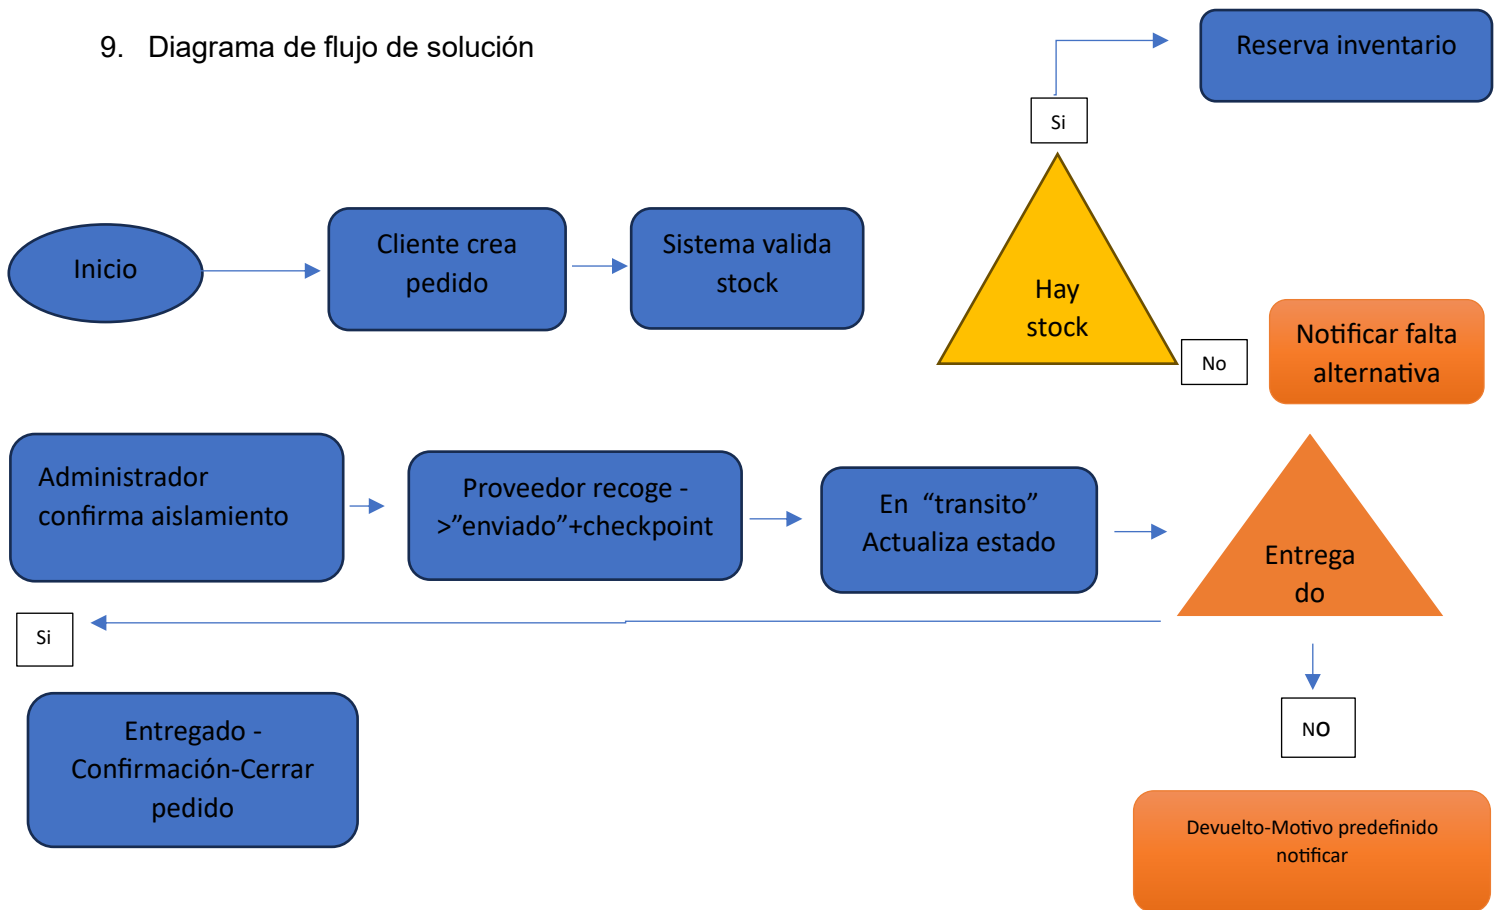 9. Diagrama de flujo de solución
Reserva inventario
Si
Inicio
Cliente crea
pedido
Sistema valida
stock
Hay
stock
No
Notificar falta
alternativa
Administrador
confirma aislamiento
Proveedor recoge -
>”enviado”+checkpoint
En “transito”
Actualiza estado
Entrega
do
Si
Entregado -
Confirmación-Cerrar
pedido
NO
Devuelto-Motivo predefinido
notificar